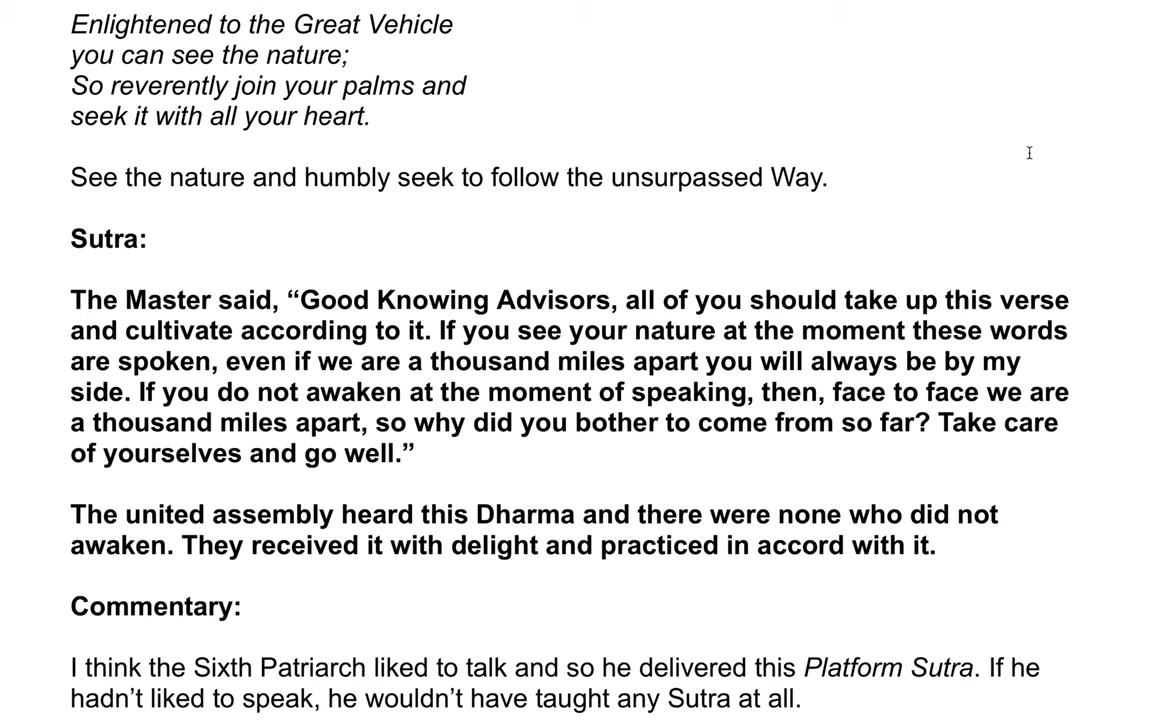 Enlightened to the Great Vehicle
you can see the nature;
So reverently join your palms and
seek it with all your heart.
See the nature and humbly seek to follow the unsurpassed Way.
Sutra:
The Master said, “Good Knowing Advisors, all of you should take up this verse
and cultivate according to it. If you see your nature at the moment these words
are spoken, even if we are a thousand miles apart you will always be by my
side. If you do not awaken at the moment of speaking, then, face to face we are
a thousand miles apart, so why did you bother to come from so far? Take care
of yourselves and go well.”
The united assembly heard this Dharma and there were none who did not
awaken. They received it with delight and practiced in accord with it.
Commentary:
I think the Sixth Patriarch liked to talk and so he delivered this Platform Sutra. If he
hadn’t liked to speak, he wouldn’t have taught any Sutra at all.